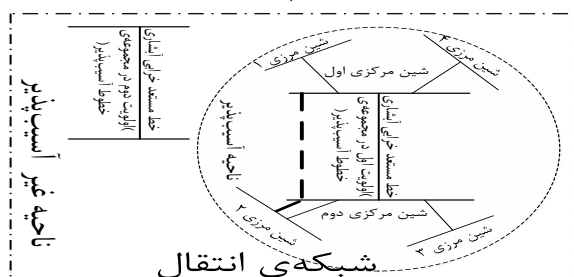 شین مرزی ۱
شین مرزی ۴
شین مرکزی اول
خط مستعد خرابی آبشاری
(اولویت دوم در مجموعه‌ی
خطوط آسیب‌پذیر(
ناحیه غیر آسیب‌پذیر
ناحیه آسیب‌پذیر
خط مستعد خرابی آبشاری
(اولویت اول در مجموعه‌ی
خطوط آسیب‌پذیر(
شین مرکزی دوم
شین مرزی ۲
شین مرزی ۳
شبکه‌ی انتقال